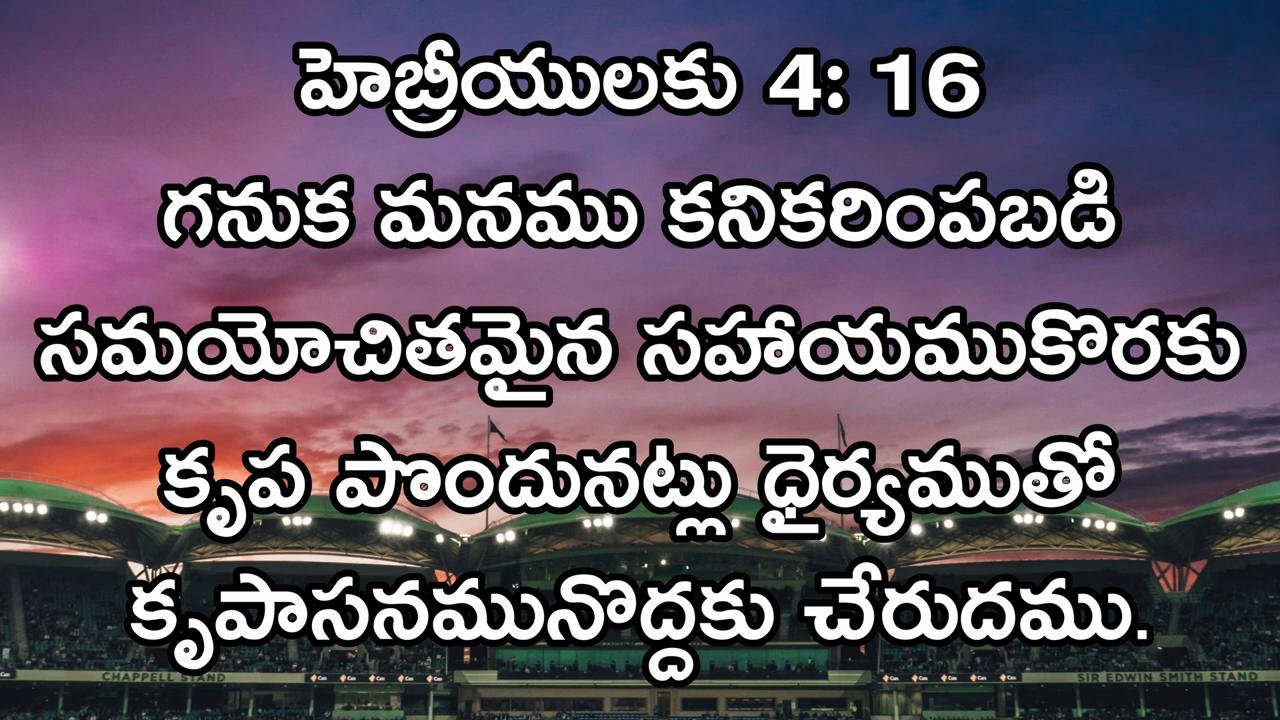 హెబ్రీయులకు 4: 16
గనుక మనము కనికరింపబడి
సమయోచితమైన సహాయముకొరకు
కృప పొందునట్లు ధైర్యముతో
కృపాసనమునొద్దకు చేరుదము.
CHAPPELL STAND
SIR EDWIN SMITH STAND